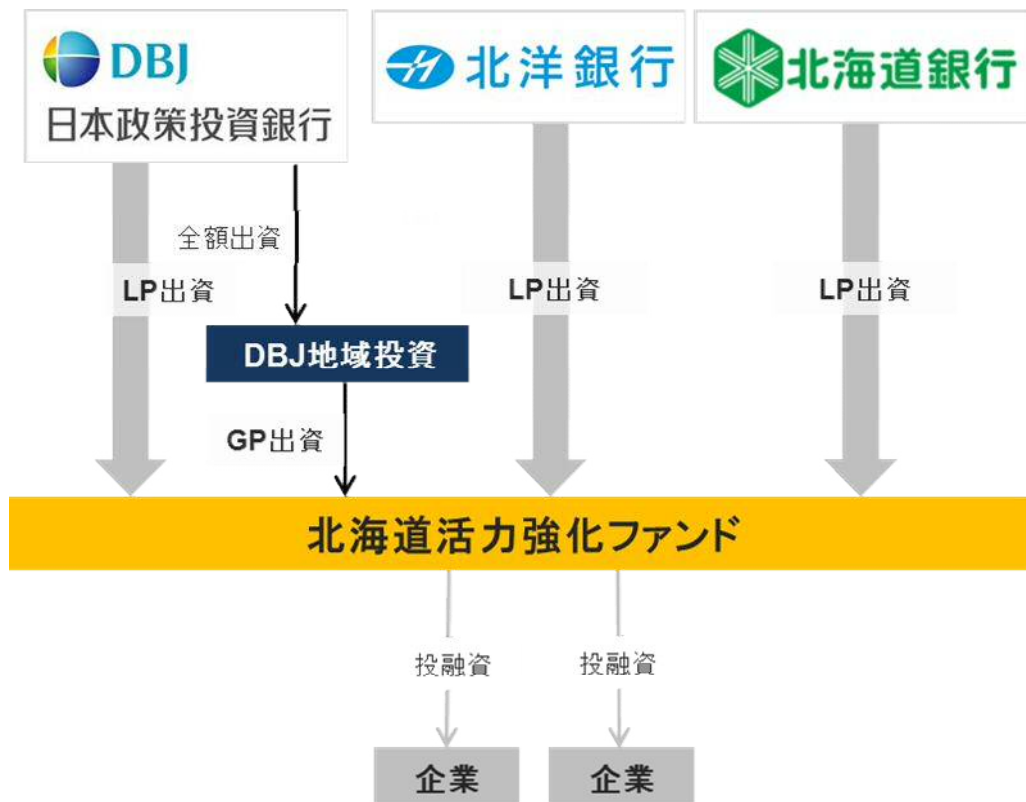 DBJ
日本政策投資銀行
北洋銀行
北海道銀行
全額出資
LP出資
LP出資
LP出資
DBJ地域投資
GP出資
北海道活力強化ファンド
投融資
投融資
企業
企業